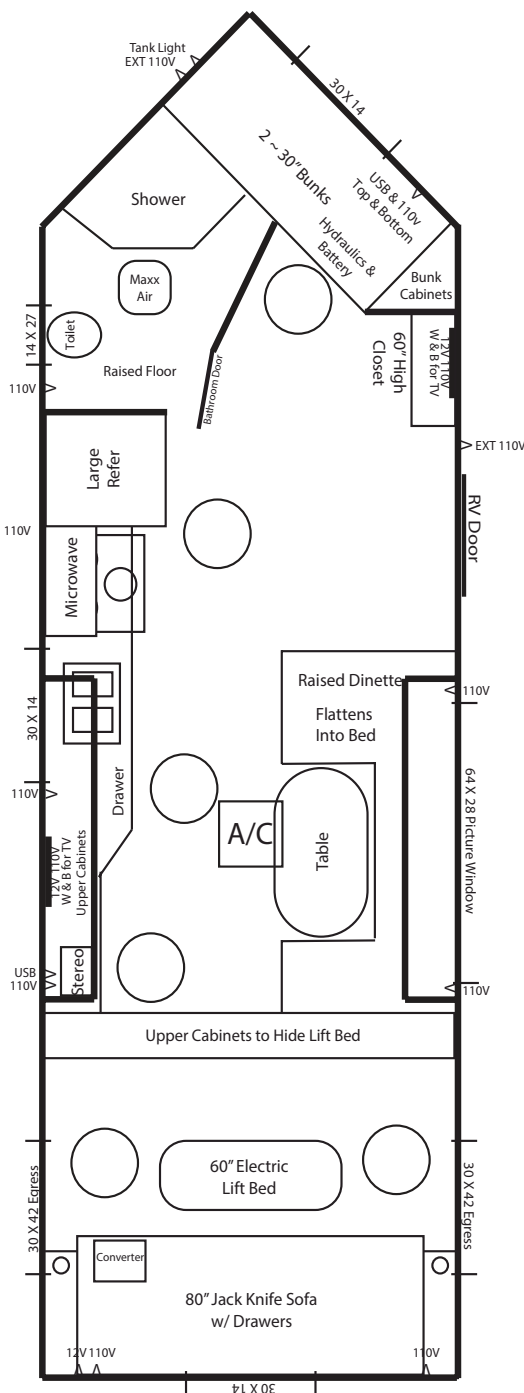 Tank Light
EXT 110V
30 X 14
2 ~ 30” Bunks
USB & 110v
Top & Bottom
Hydraulics &
Battery
Shower
Bunk
Cabinets
Maxx
Air
Toilet
14 X 27
Raised Floor
Bathroom Door
60” High
Closet
12V 110V
W & B for TV
110V
EXT 110V
Large
Refer
RV Door
110V
Microwave
Raised Dinette
Flattens
Into Bed
110V
30 X 14
Drawer
110V
A/C
Table
64 X 28 Picture Window
12V 110V
W & B for TV
Upper Cabinets
USB
110V
Stereo
110V
Upper Cabinets to Hide Lift Bed
30 X 42 Egress
60” Electric
Lift Bed
30 X 42 Egress
Converter
80” Jack Knife Sofa
w/ Drawers
12V 110V
110V
30 X 14